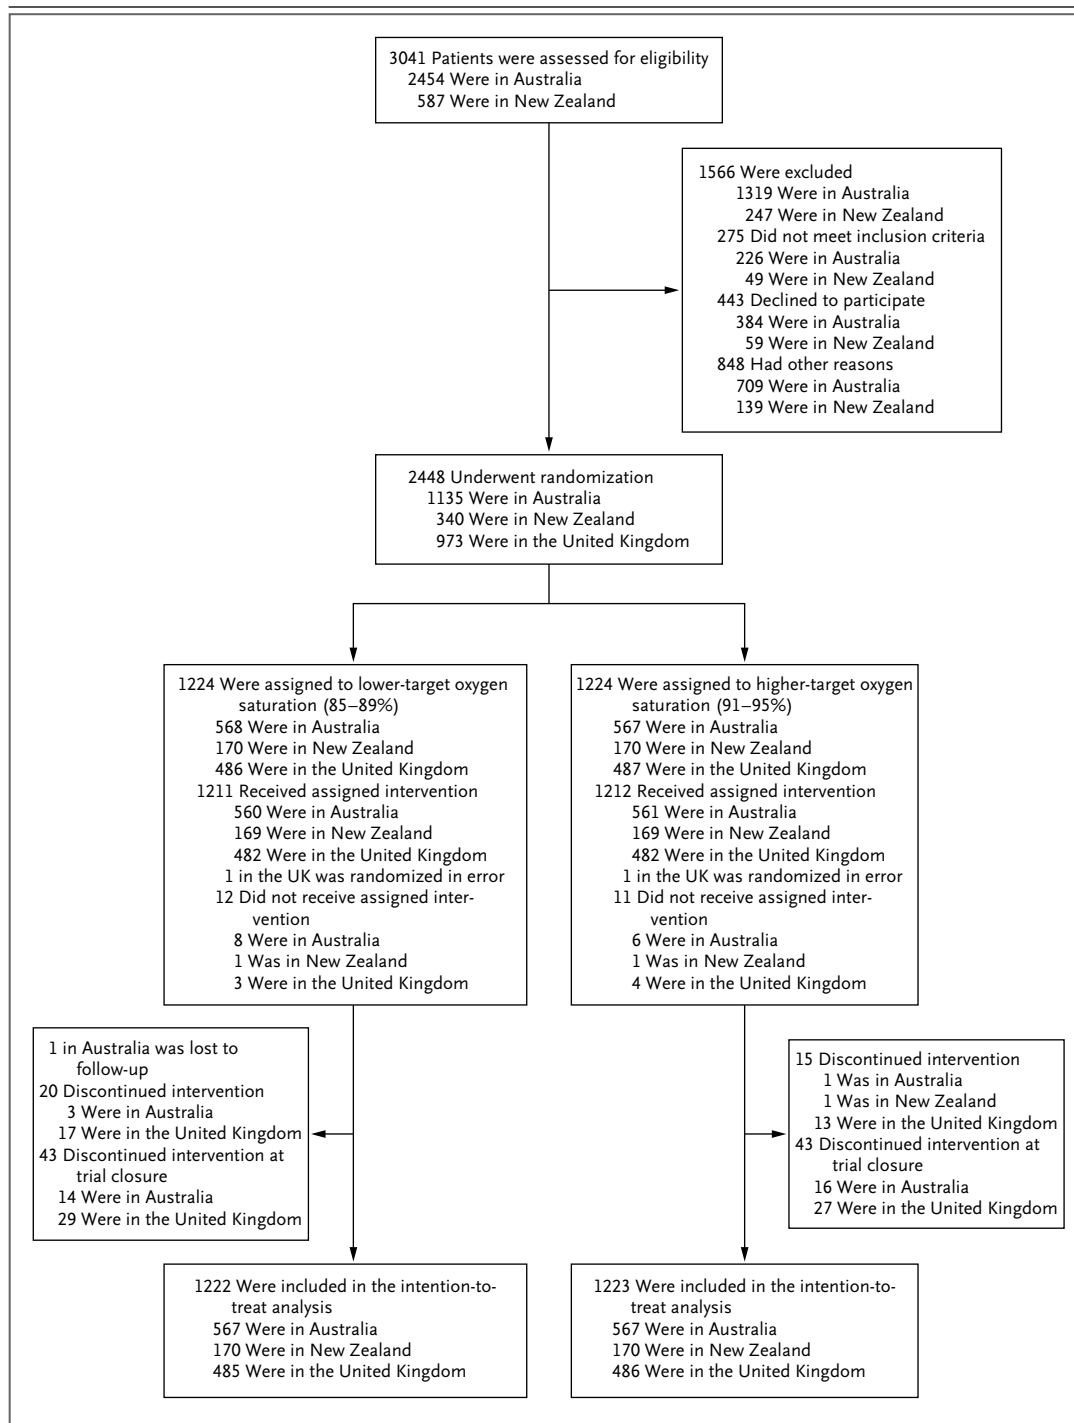 3041 Patients were assessed for eligibility
2454 Were in Australia
587 Were in New Zealand
1566 Were excluded
1319 Were in Australia
247 Were in New Zealand
275 Did not meet inclusion criteria
226 Were in Australia
49 Were in New Zealand
443 Declined to participate
384 Were in Australia
59 Were in New Zealand
848 Had other reasons
709 Were in Australia
139 Were in New Zealand
2448 Underwent randomization
1135 Were in Australia
340 Were in New Zealand
973 Were in the United Kingdom
1224 Were assigned to lower-target oxygen
saturation (85–89%)
568 Were in Australia
170 Were in New Zealand
486 Were in the United Kingdom
1211 Received assigned intervention
560 Were in Australia
169 Were in New Zealand
482 Were in the United Kingdom
1 in the UK was randomized in error
12 Did not receive assigned inter-
vention
8 Were in Australia
1 Was in New Zealand
3 Were in the United Kingdom
1224 Were assigned to higher-target oxygen
saturation (91–95%)
567 Were in Australia
170 Were in New Zealand
487 Were in the United Kingdom
1212 Received assigned intervention
561 Were in Australia
169 Were in New Zealand
482 Were in the United Kingdom
1 in the UK was randomized in error
11 Did not receive assigned inter-
vention
6 Were in Australia
1 Was in New Zealand
4 Were in the United Kingdom
1 in Australia was lost to
follow-up
20 Discontinued intervention
3 Were in Australia
17 Were in the United Kingdom
43 Discontinued intervention at
trial closure
14 Were in Australia
29 Were in the United Kingdom
15 Discontinued intervention
1 Was in Australia
1 Was in New Zealand
13 Were in the United Kingdom
43 Discontinued intervention at
trial closure
16 Were in Australia
27 Were in the United Kingdom
1222 Were included in the intention-to-
treat analysis
567 Were in Australia
170 Were in New Zealand
485 Were in the United Kingdom
1223 Were included in the intention-to-
treat analysis
567 Were in Australia
170 Were in New Zealand
486 Were in the United Kingdom